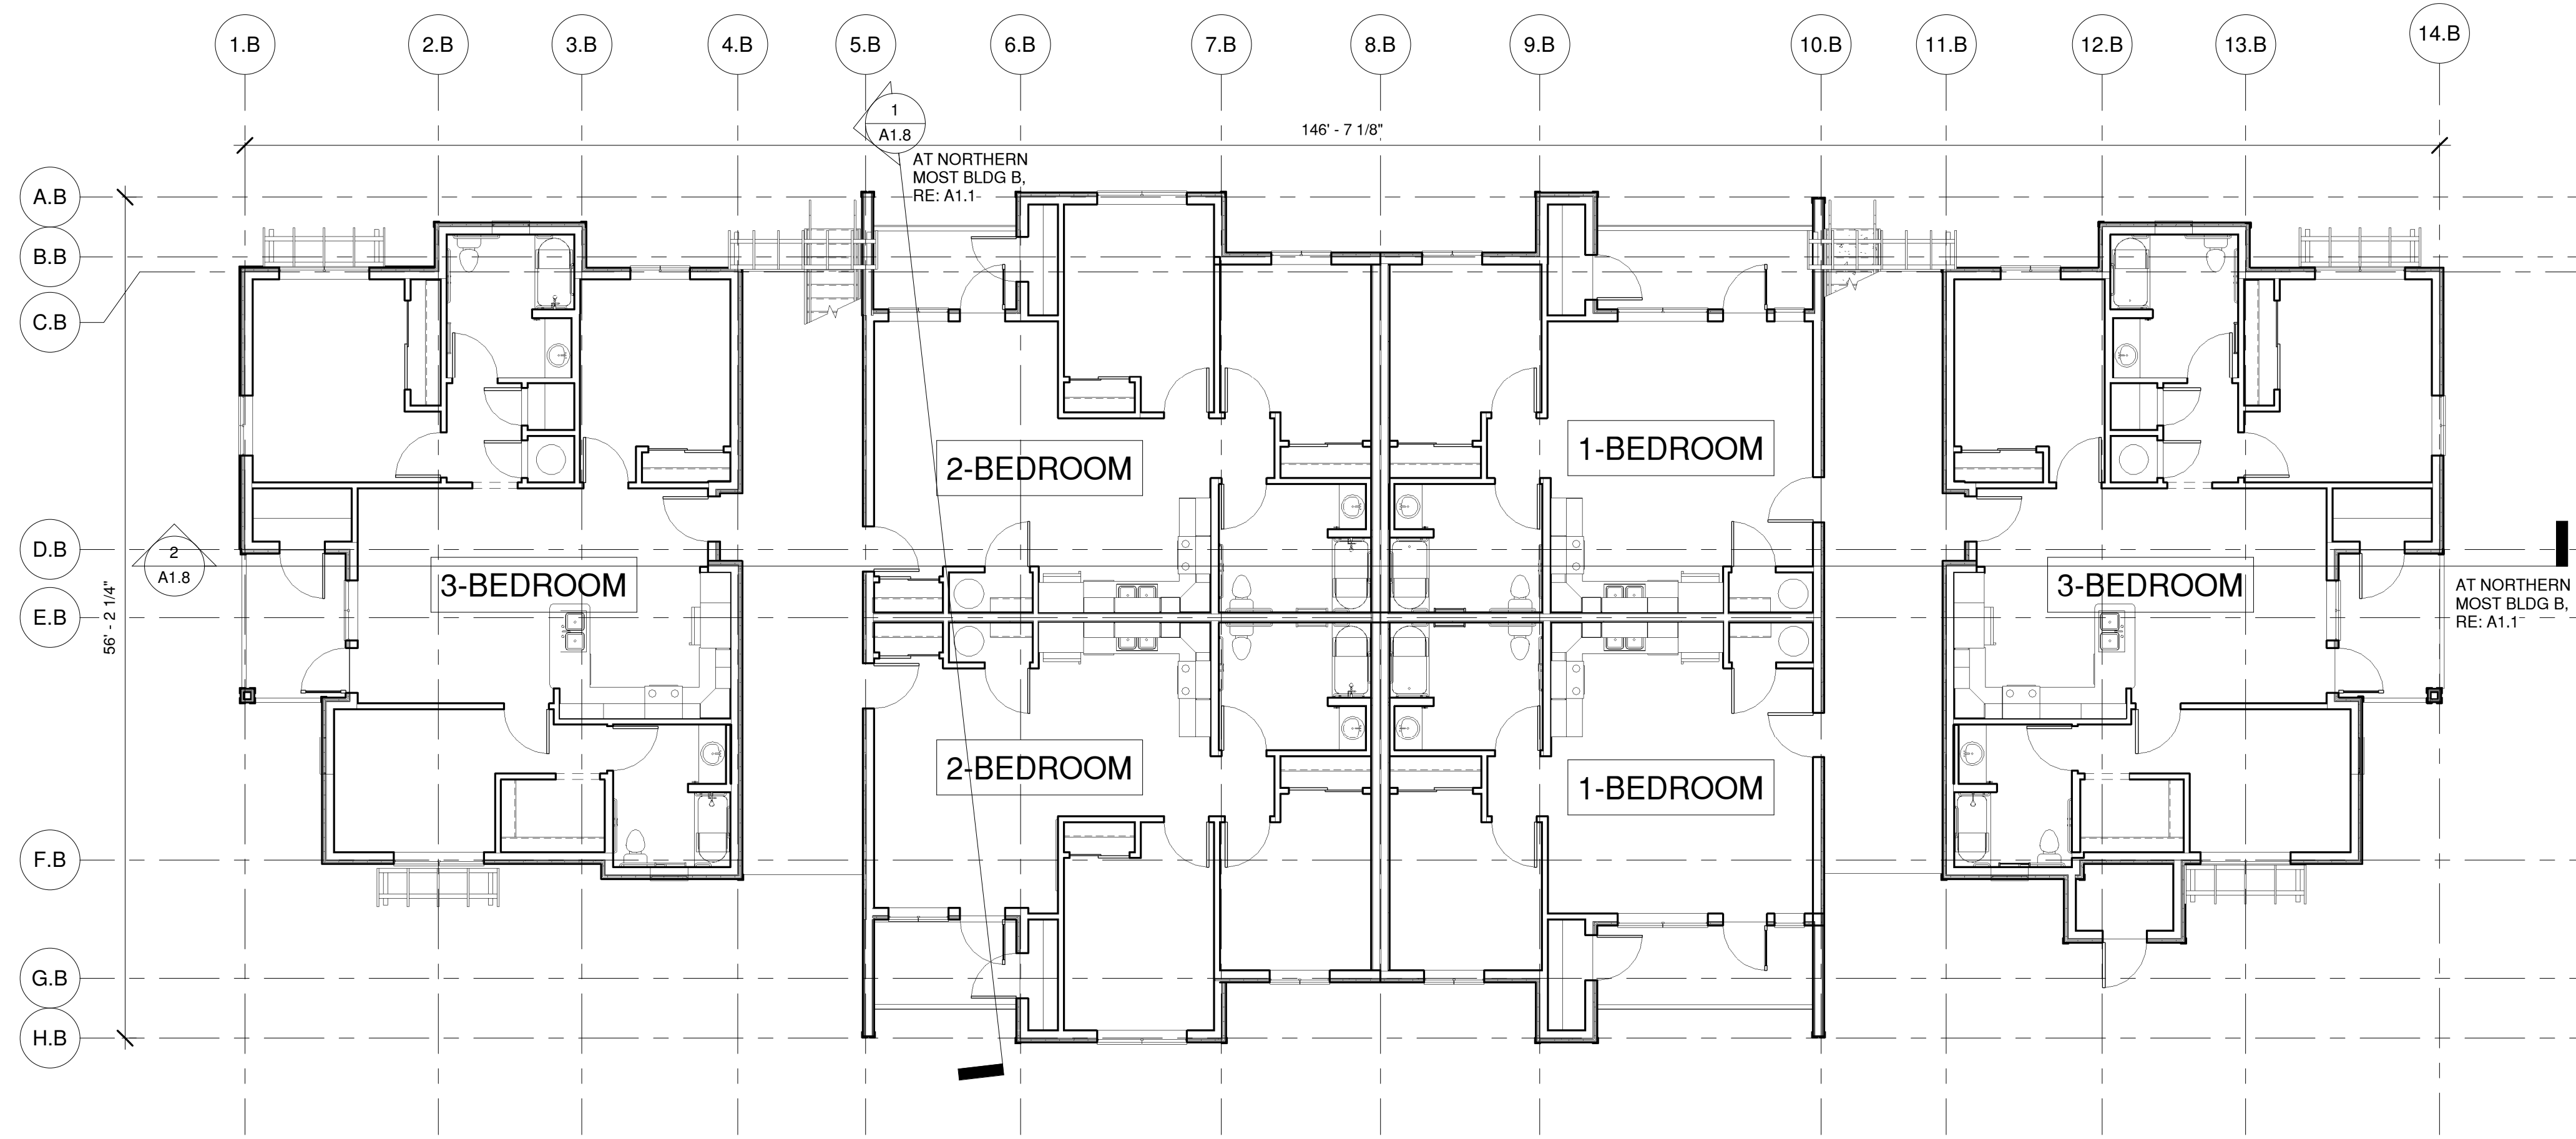 1.B
2.B
3.B
4.B
5.B
6.B
7.B
8.B
9.B
10.B
11.B
12.B
13.B
14.B
1
A1.8
146' - 7 1/8"
AT NORTHERN
MOST BLDG B,
RE: A1.1
A.B
B.B
C.B
D.B
E.B
F.B
G.B
H.B
56' - 2 1/4"
2
A1.8
2-BEDROOM
1-BEDROOM
3-BEDROOM
3-BEDROOM
2-BEDROOM
1-BEDROOM
AT NORTHERN
MOST BLDG B,
RE: A1.1